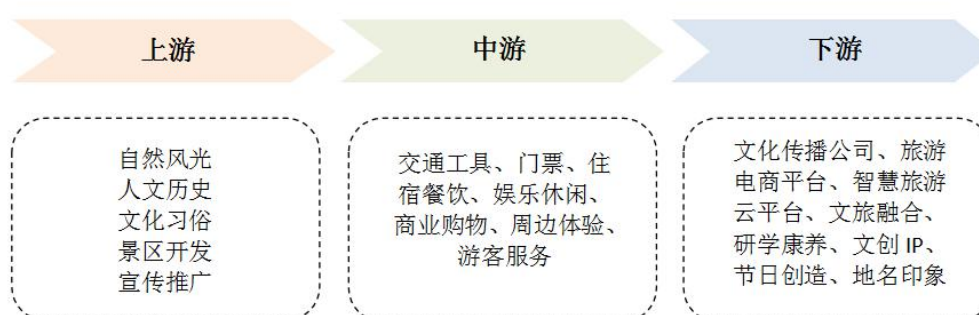 上游
中游
下游
自然风光
人文历史
文化习俗
景区开发
宣传推广
交通工具、门票、住
宿餐饮、娱乐休闲、
商业购物、周边体验、
游客服务
文化传播公司、旅游
电商平台、智慧旅游
云平台、文旅融合、
研学康养、文创 IP、
节日创造、地名印象